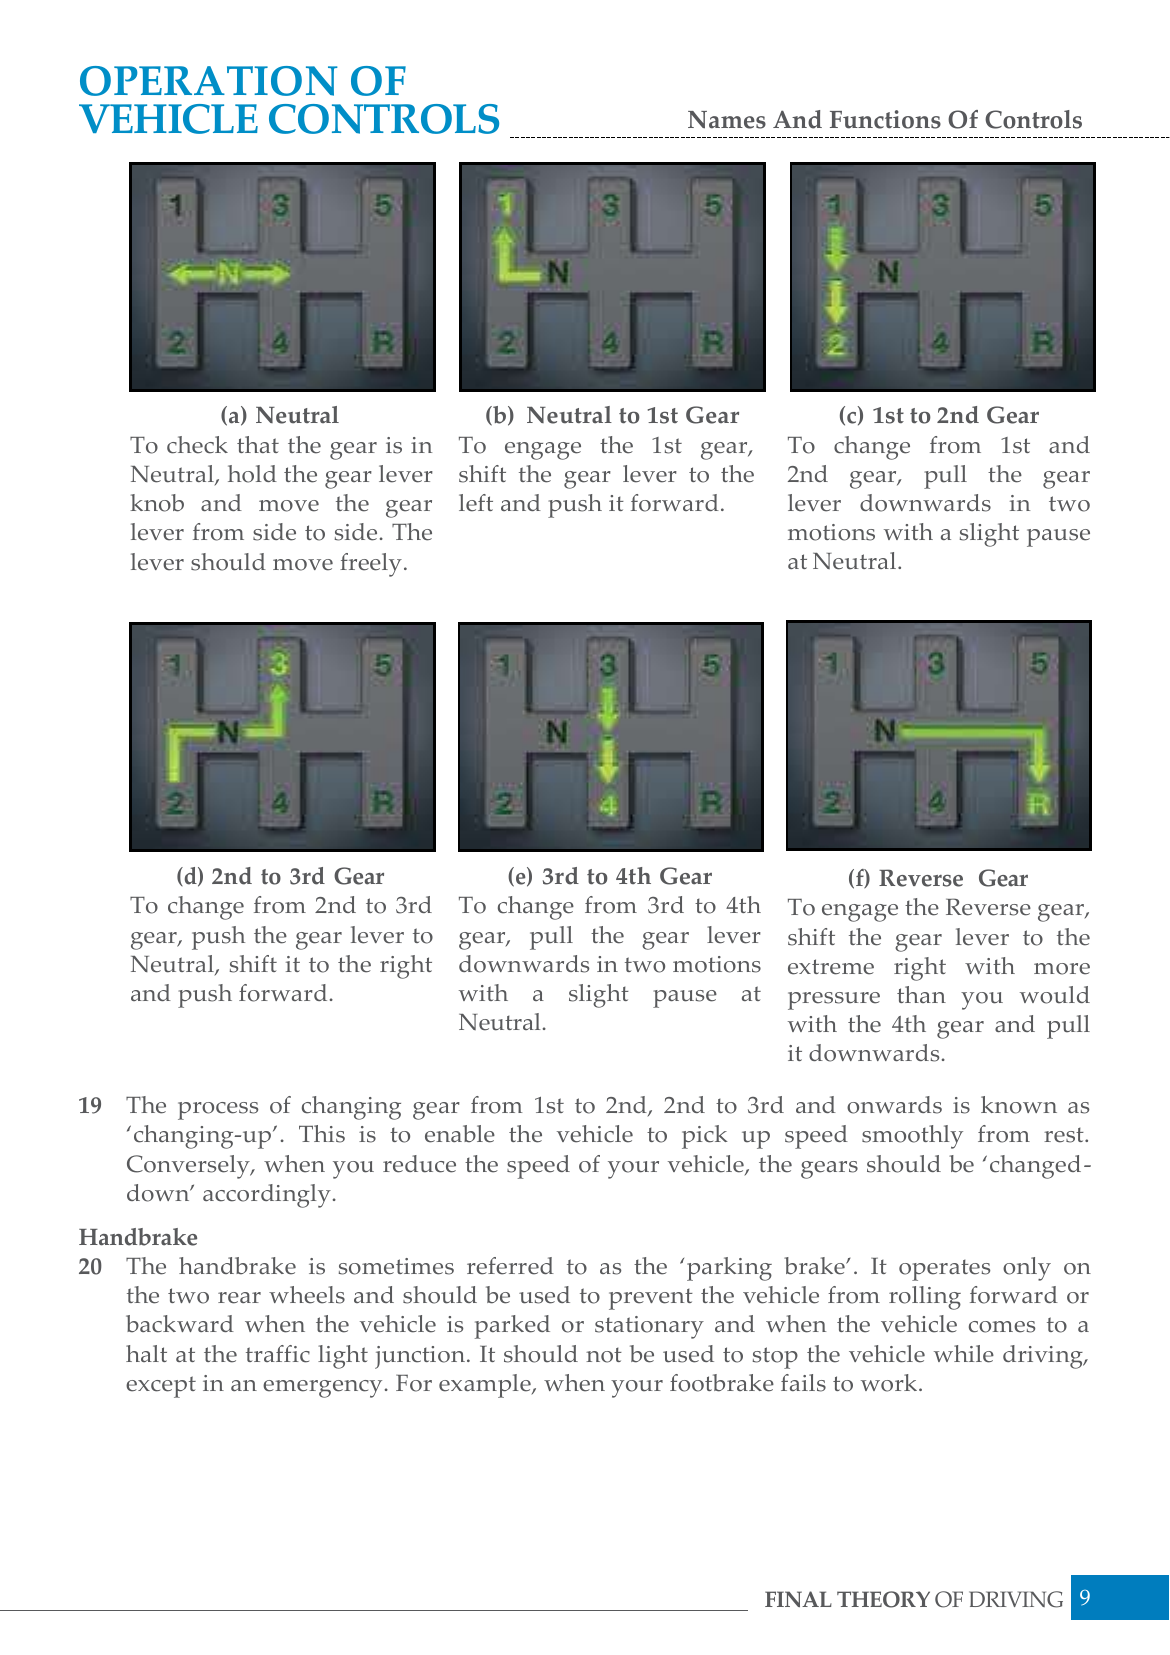 OPERATION OF
VEHICLE CONTROLS
Names And Functions Of Controls
1 3 5
N
2 4 R
1 3 5
N
2 4 R
1 3 5
N
2 4 R
(a) Neutral
To check that the gear is in
Neutral, hold the gear lever
knob and move the gear
lever from side to side. The
lever should move freely.
(b) Neutral to 1st Gear
To engage the 1st gear,
shift the gear lever to the
left and push it forward.
(c) 1st to 2nd Gear
To change from 1st and
2nd gear, pull the gear
lever downwards in two
motions with a slight pause
at Neutral.
1 3 5
N
2 4 R
1 3 5
N
2 4 R
1 3 5
N
2 4 R
(d) 2nd to 3rd Gear
To change from 2nd to 3rd
gear, push the gear lever to
Neutral, shift it to the right
and push forward.
(e) 3rd to 4th Gear
To change from 3rd to 4th
gear, pull the gear lever
downwards in two motions
with a slight pause at
Neutral.
(f) Reverse Gear
To engage the Reverse gear,
shift the gear lever to the
extreme right with more
pressure than you would
with the 4th gear and pull
it downwards.
19 The process of changing gear from 1st to 2nd, 2nd to 3rd and onwards is known as
‘changing-up’. This is to enable the vehicle to pick up speed smoothly from rest.
Conversely, when you reduce the speed of your vehicle, the gears should be ‘changed-
down’ accordingly.
Handbrake
20 The handbrake is sometimes referred to as the ‘parking brake’. It operates only on
the two rear wheels and should be used to prevent the vehicle from rolling forward or
backward when the vehicle is parked or stationary and when the vehicle comes to a
halt at the traffic light junction. It should not be used to stop the vehicle while driving,
except in an emergency. For example, when your footbrake fails to work.
FINAL THEORY OF DRIVING 9